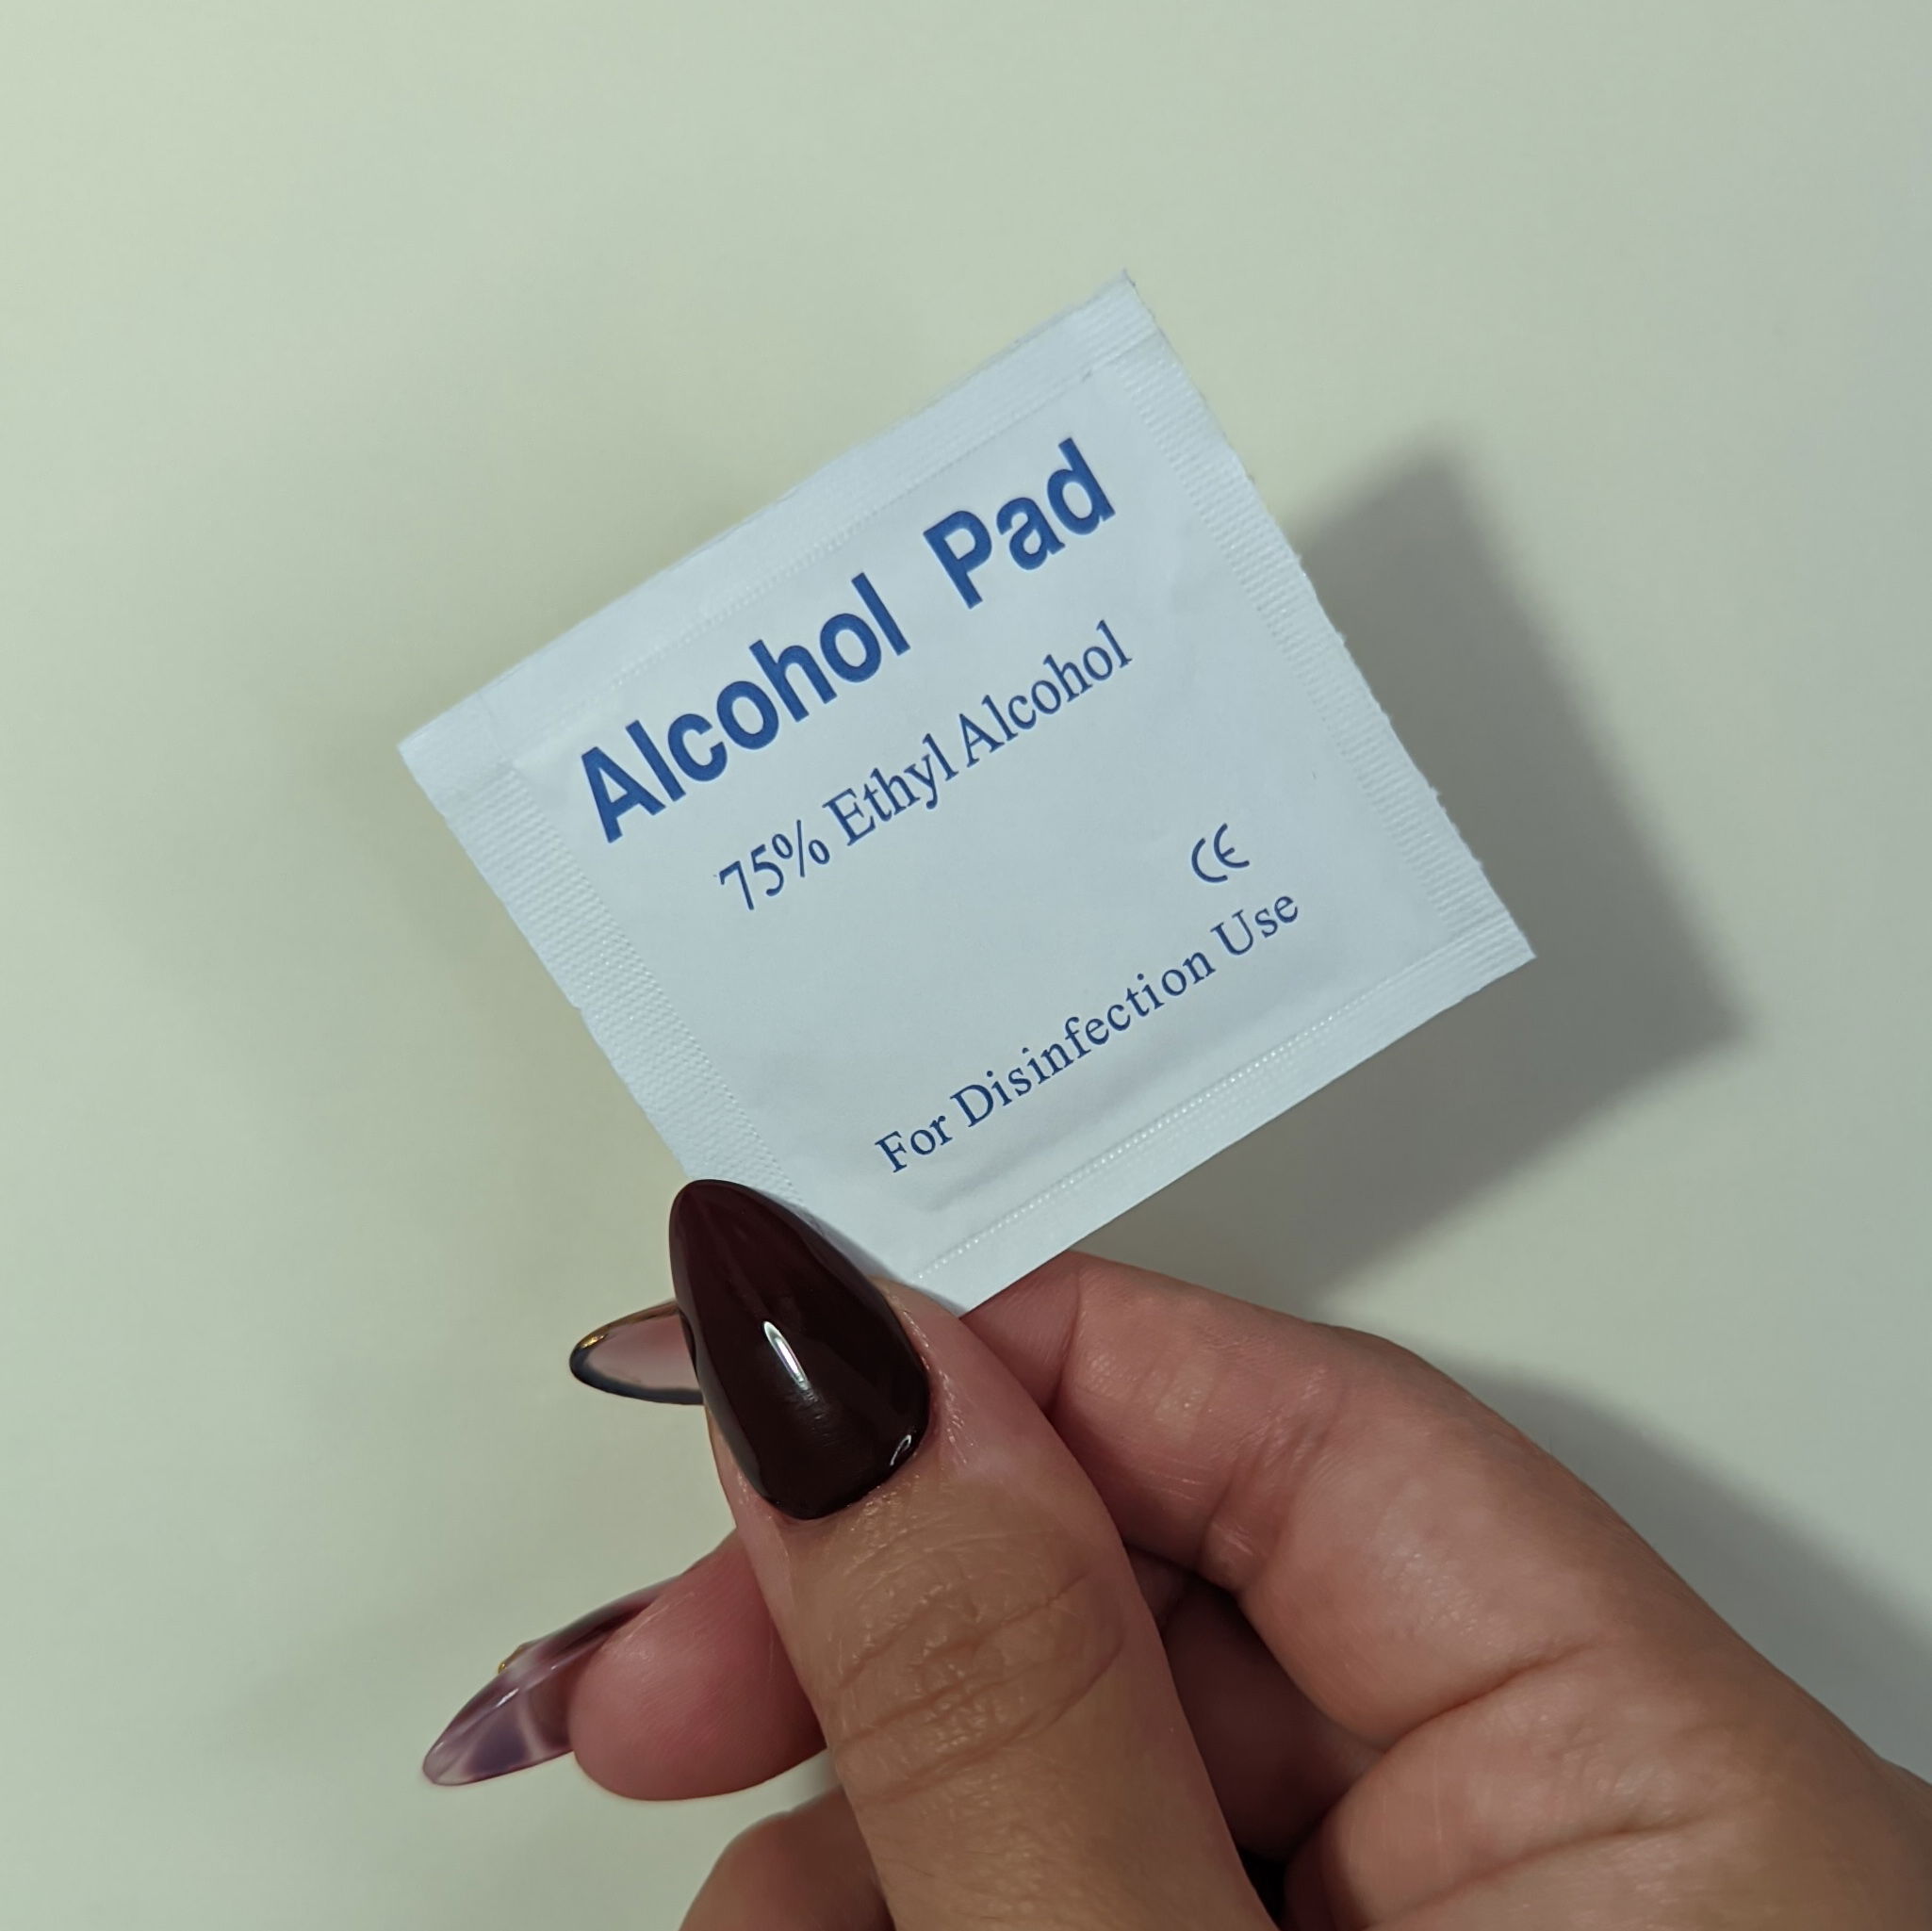 Alcohol Pad
75% Ethyl Alcohol
CE
For Disinfection Use